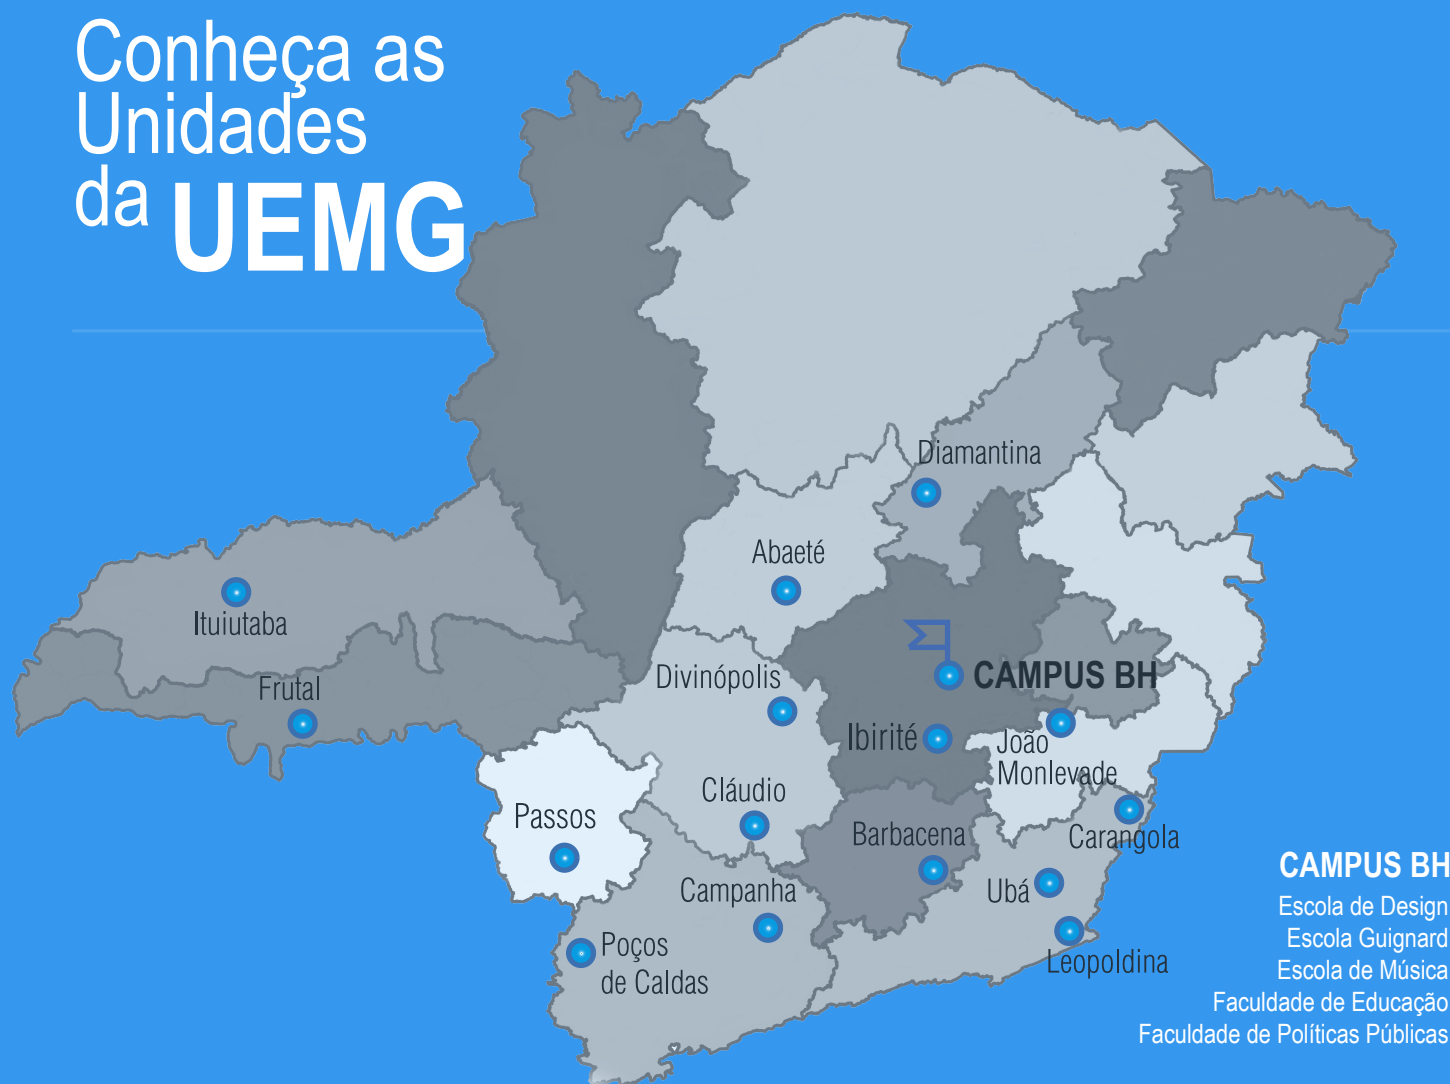 Conheça as
Unidades
da UEMG
Diamantina
Abaeté
Ituiutaba
Divinópolis
CAMPUS BH
Frutal
Ibirité
João
Monlevade
Cláudio
Passos
Barbacena
Carangola
Campanha
Ubá
Poços
de Caldas
Leopoldina
CAMPUS BH
Escola de Design
Escola Guignard
Escola de Música
Faculdade de Educação
Faculdade de Políticas Públicas